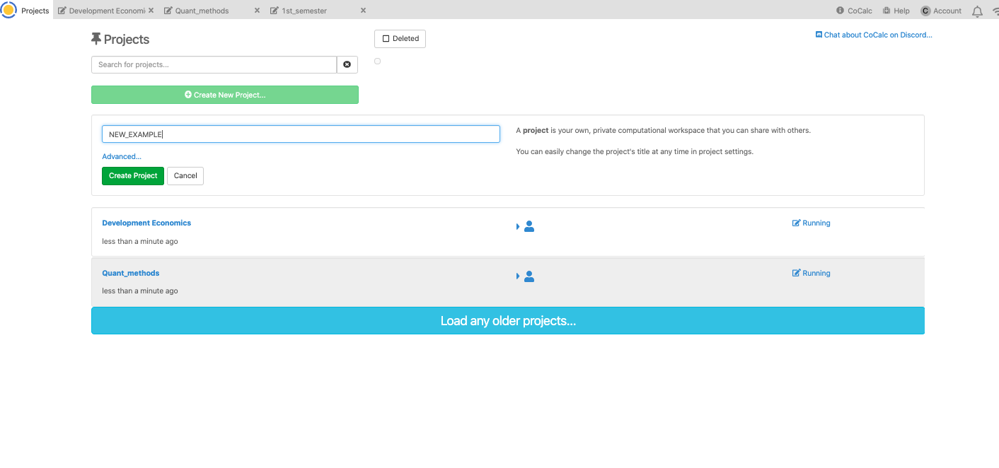 Projects
Development Economi
Quant_methods
1st_semester
CoCalc
Help
C Account
Projects
Deleted
Chat about CoCalc on Discord...
Search for projects...
Create New Project...
NEW_EXAMPLE
A project is your own, private computational workspace that you can share with others.
Advanced...
You can easily change the project's title at any time in project settings.
Create Project
Cancel
Development Economics
Running
less than a minute ago
Quant_methods
Running
less than a minute ago
Load any older projects...